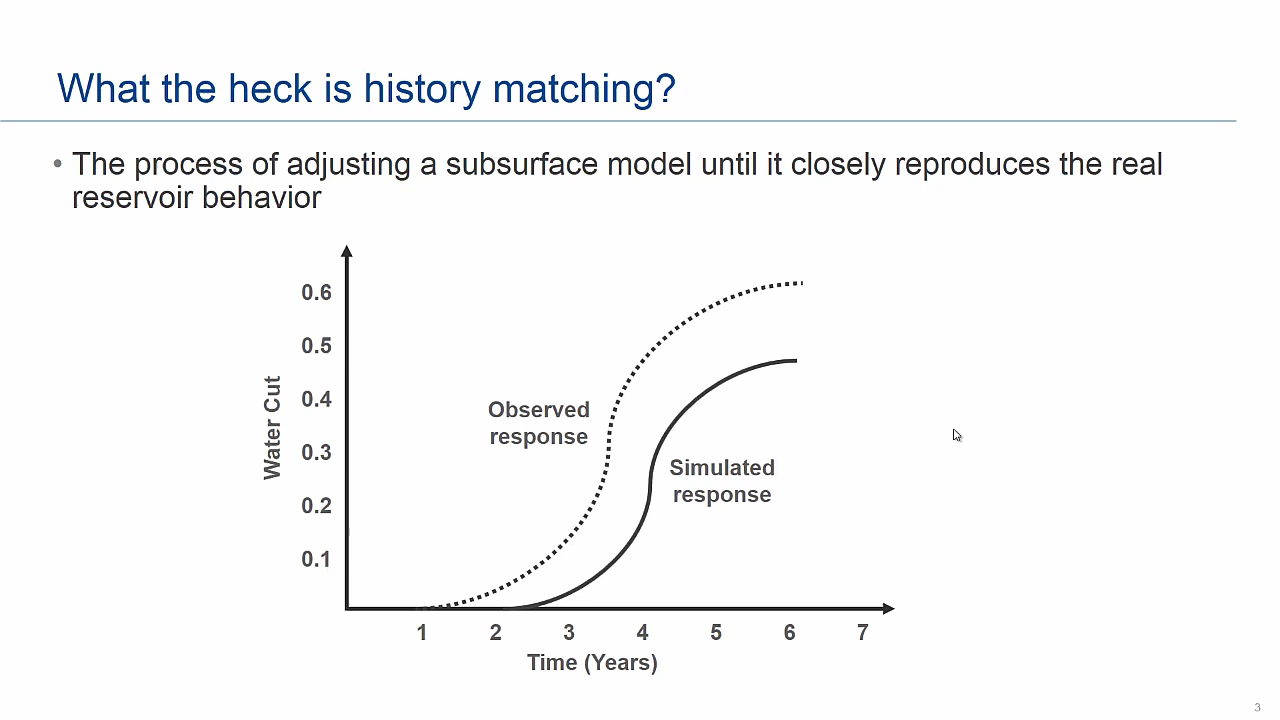 What the heck is history matching?
• The process of adjusting a subsurface model until it closely reproduces the real
reservoir behavior
0.6
0.5
0.4
0.3
0.2
0.1
Water Cut
Observed
response
Simulated
response
1 2 3 4 5 6 7
Time (Years)
3